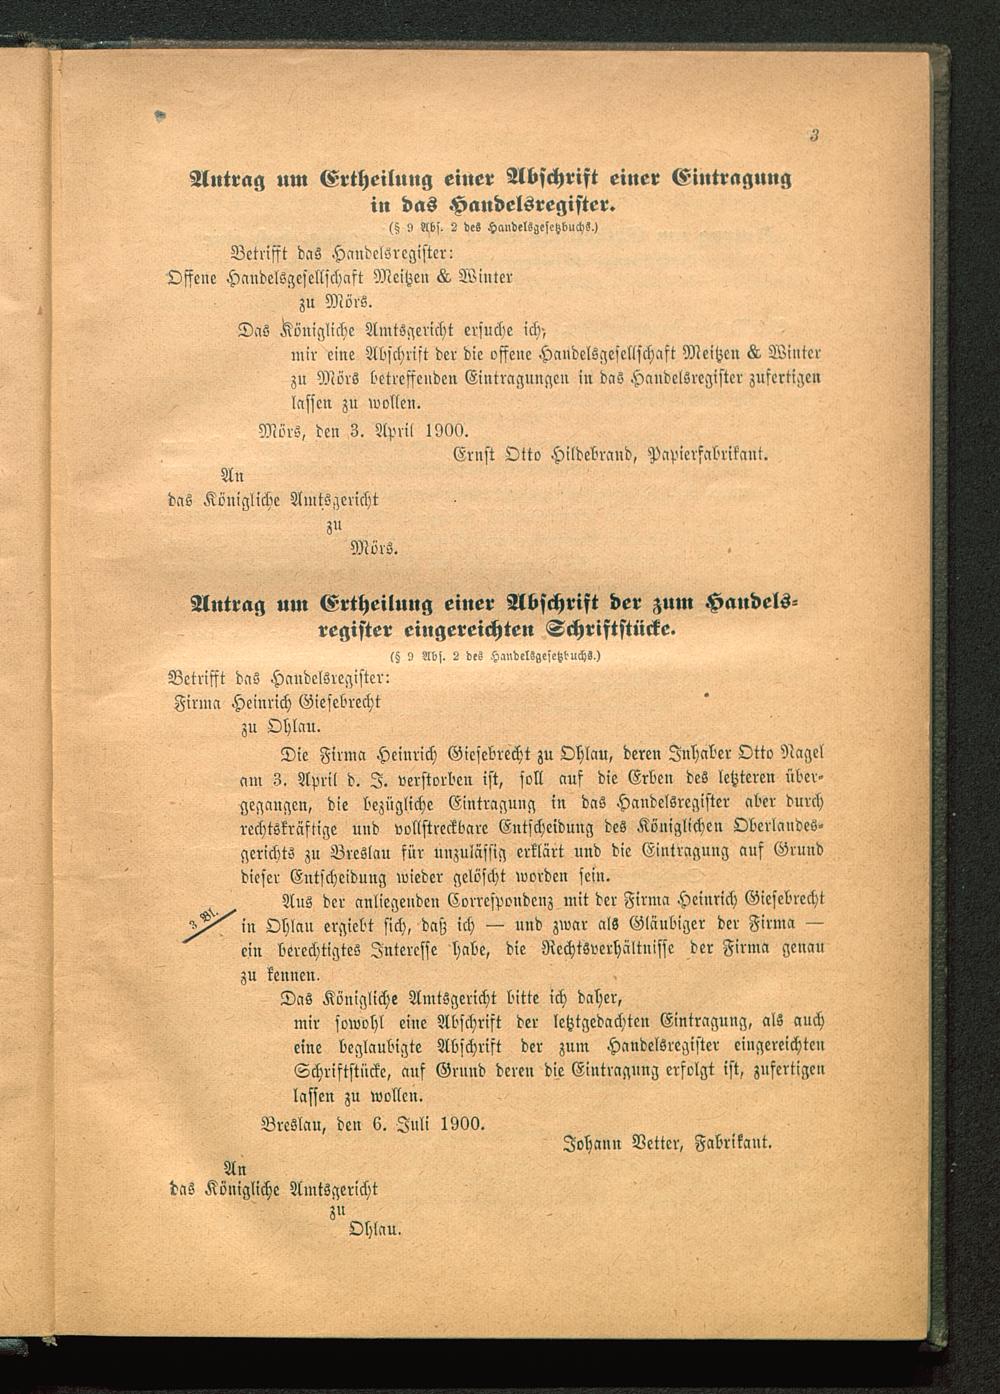 3
Antrag um Ertheilung einer Abschrift einer Eintragung
in das Handelsregister.
(§ 9 Abs. 2 des Handelsgesetzbuchs.)
Betrifft das Handelsregister:
Offene Handelsgesellschaft Meitzen & Winter
zu Mörs.
Das Königliche Amtsgericht ersuche ich,
mir eine Abschrift der die offene Handelsgesellschaft Meitzen & Winter
zu Mörs betreffenden Eintragungen in das Handelsregister zufertigen
lassen zu wollen.
Mörs, den 3. April 1900.
Ernst Otto Hildebrand, Papierfabrikant.
An
das Königliche Amtsgericht
zu
Mörs.
Antrag um Ertheilung einer Abschrift der zum Handels-
register eingereichten Schriftstücke.
(§ 9 Abs. 2 des Handelsgesetzbuchs.)
Betrifft das Handelsregister:
Firma Heinrich Giesebrecht
zu Ohlau.
Die Firma Heinrich Giesebrecht zu Ohlau, deren Inhaber Otto Nagel
am 3. April d. J. verstorben ist, soll auf die Erben des letzteren über-
gegangen, die bezügliche Eintragung in das Handelsregister aber durch
rechtskräftige und vollstreckbare Entscheidung des Königlichen Oberlandes-
gerichts zu Breslau für unzulässig erklärt und die Eintragung auf Grund
dieser Entscheidung wieder gelöscht worden sein.
Aus der anliegenden Correspondenz mit der Firma Heinrich Giesebrecht
3 Bl.
in Ohlau ergiebt sich, daß ich — und zwar als Gläubiger der Firma —
ein berechtigtes Interesse habe, die Rechtsverhältnisse der Firma genau
zu kennen.
Das Königliche Amtsgericht bitte ich daher,
mir sowohl eine Abschrift der letztgedachten Eintragung, als auch
eine beglaubigte Abschrift der zum Handelsregister eingereichten
Schriftstücke, auf Grund deren die Eintragung erfolgt ist, zufertigen
lassen zu wollen.
Breslau, den 6. Juli 1900.
Johann Vetter, Fabrikant.
An
das Königliche Amtsgericht
zu
Ohlau.